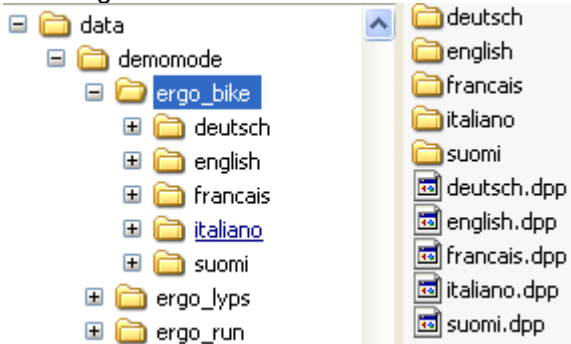 data
demomode
ergo_bike
deutsch
english
francais
italiano
suomi
ergo_lyps
ergo_run
deutsch
english
francais
italiano
suomi
deutsch.dpp
english.dpp
francais.dpp
italiano.dpp
suomi.dpp